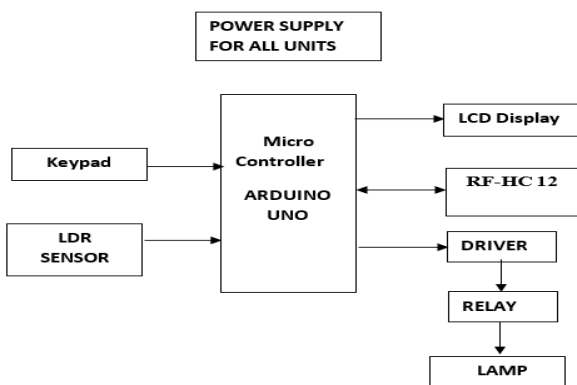 POWER SUPPLY
FOR ALL UNITS
Micro
Controller
ARDUINO
UNO
Keypad
LDR
SENSOR
LCD Display
RF-HC 12
DRIVER
RELAY
LAMP